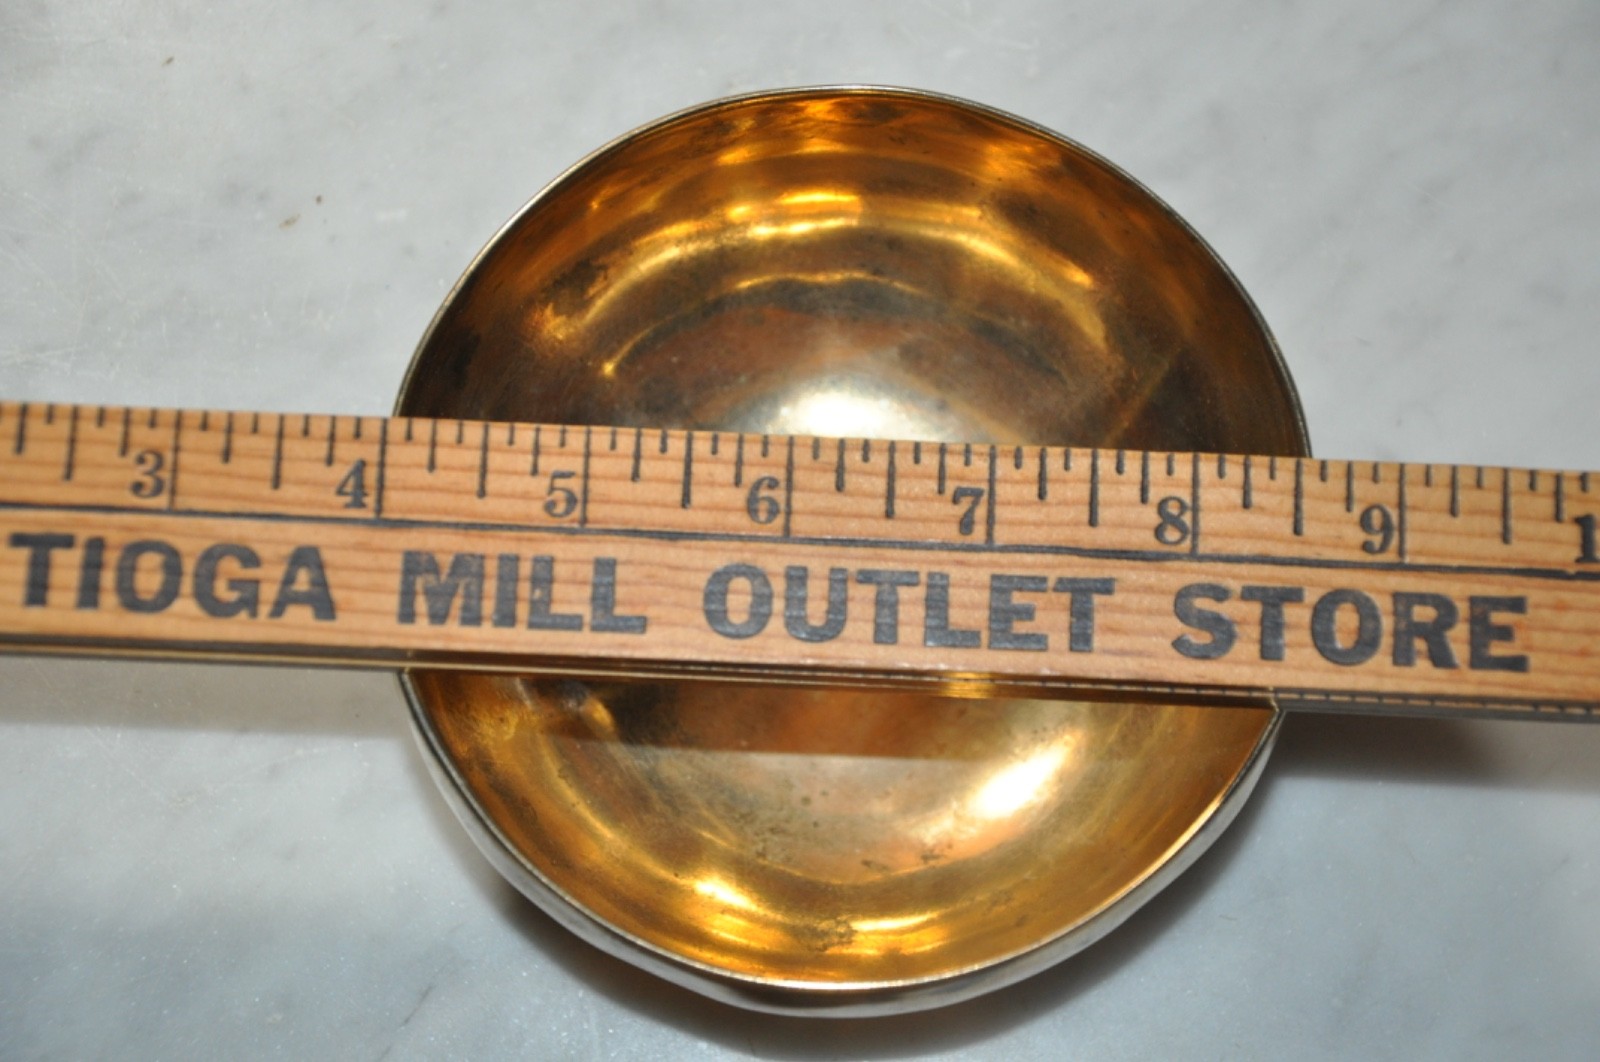 3 4 5 6 7 8 9 1
TIOGA MILL OUTLET STORE